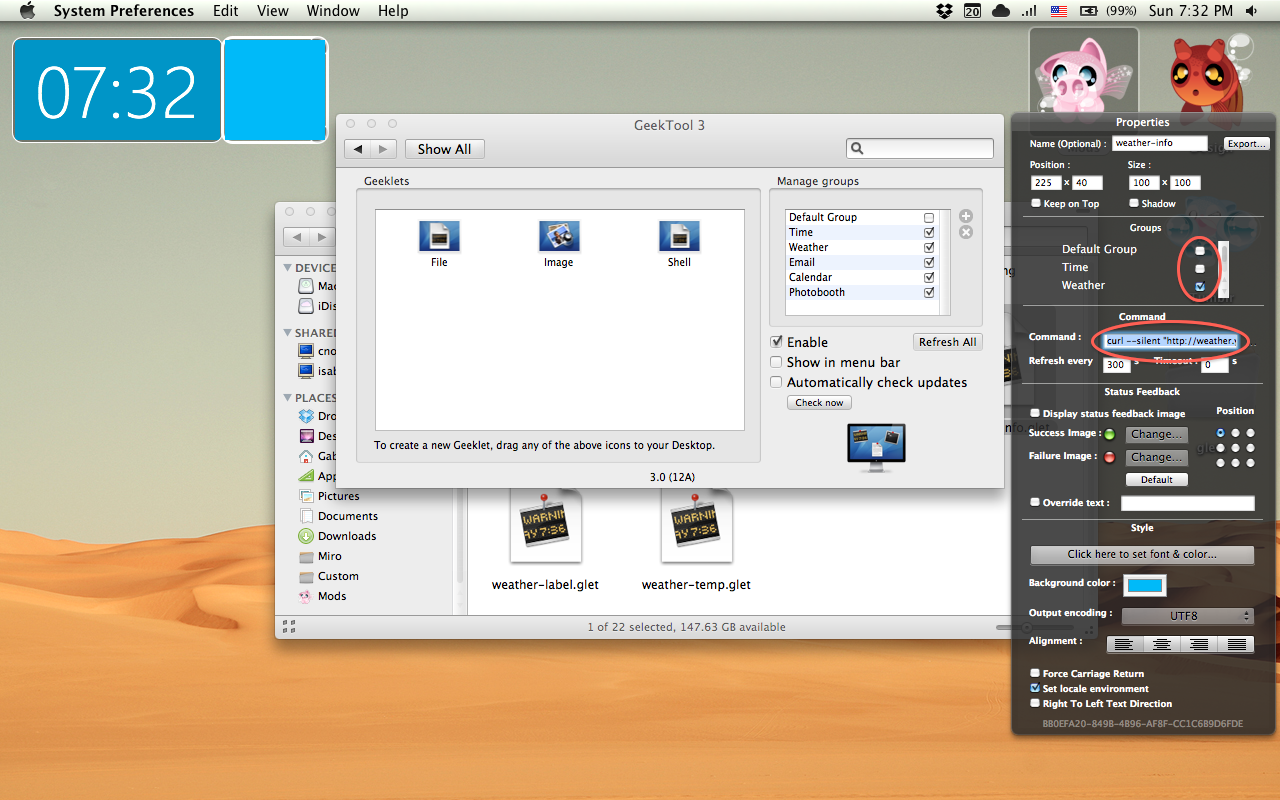 System Preferences Edit View Window Help
20 (99%) Sun 7:32 PM
07:32
GeekTool 3
Show All
Geeklets
File Image Shell
To create a new Geeklet, drag any of the above icons to your Desktop.
Manage groups
Default Group
Time
Weather
Email
Calendar
Photobooth
Enable Refresh All
Show in menu bar
Automatically check updates
Check now
3.0 (12A)
DEVICE
Mac
iDis
SHARE
cno
isab
PLACES
Dro
Des
Gab
App
Pictures
Documents
Downloads
Miro
Custom
Mods
WARNIN
AY 7:36
WARNIN
AY 7:36
weather-label.glet weather-temp.glet
1 of 22 selected, 147.63 GB available
Properties
Name (Optional) : weather-info Export...
Position : Size :
225 x 40 100 x 100
Keep on Top Shadow
Groups
Default Group
Time
Weather
Command
Command : curl --silent "http://weather.
Refresh every 300 s Timeout : 0 s
Status Feedback
Display status feedback image Position
Success Image : Change...
Failure Image : Change...
Default
Override text :
Style
Click here to set font & color...
Background color :
Output encoding : UTF8
Alignment :
Force Carriage Return
Set locale environment
Right To Left Text Direction
BB0EFA20-849B-4B96-AF8F-CC1C6B9D6FDE